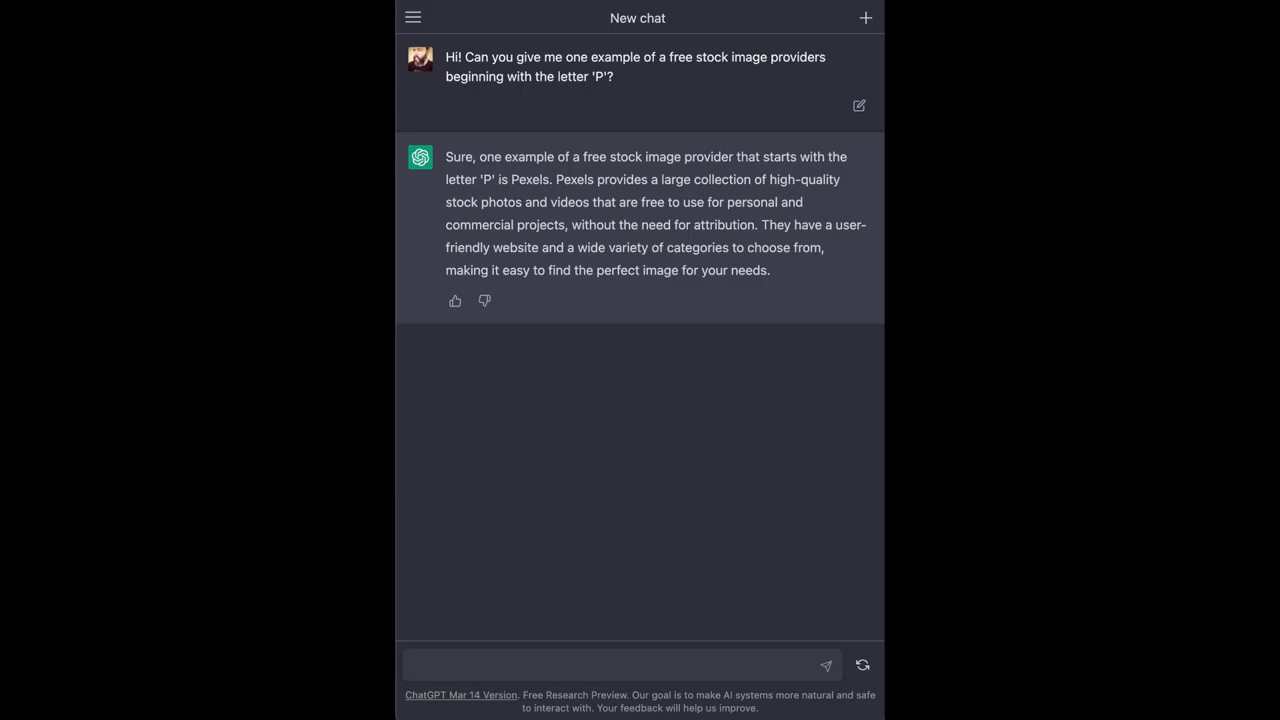 New chat
Hi! Can you give me one example of a free stock image providers
beginning with the letter 'P'?
Sure, one example of a free stock image provider that starts with the
letter 'P' is Pexels. Pexels provides a large collection of high-quality
stock photos and videos that are free to use for personal and
commercial projects, without the need for attribution. They have a user-
friendly website and a wide variety of categories to choose from,
making it easy to find the perfect image for your needs.
ChatGPT Mar 14 Version. Free Research Preview. Our goal is to make AI systems more natural and safe
to interact with. Your feedback will help us improve.